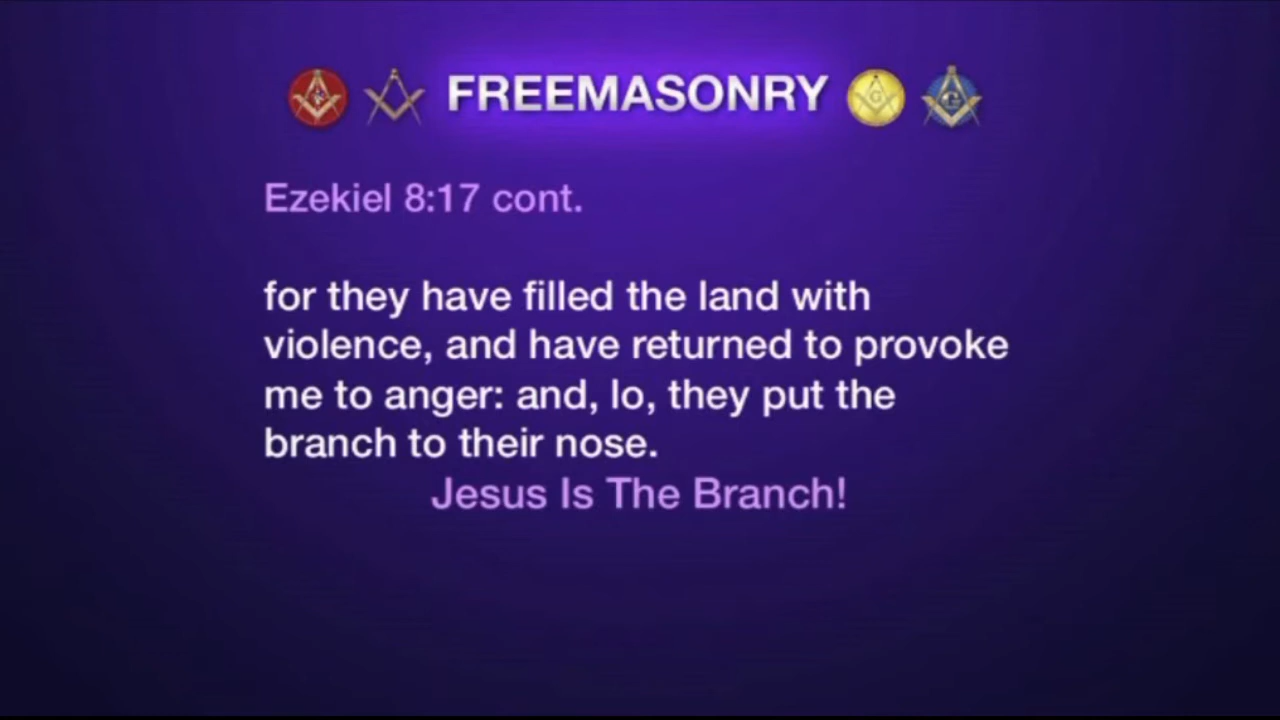 FREEMASONRY
Ezekiel 8:17 cont.
for they have filled the land with
violence, and have returned to provoke
me to anger: and, lo, they put the
branch to their nose.
Jesus Is The Branch!